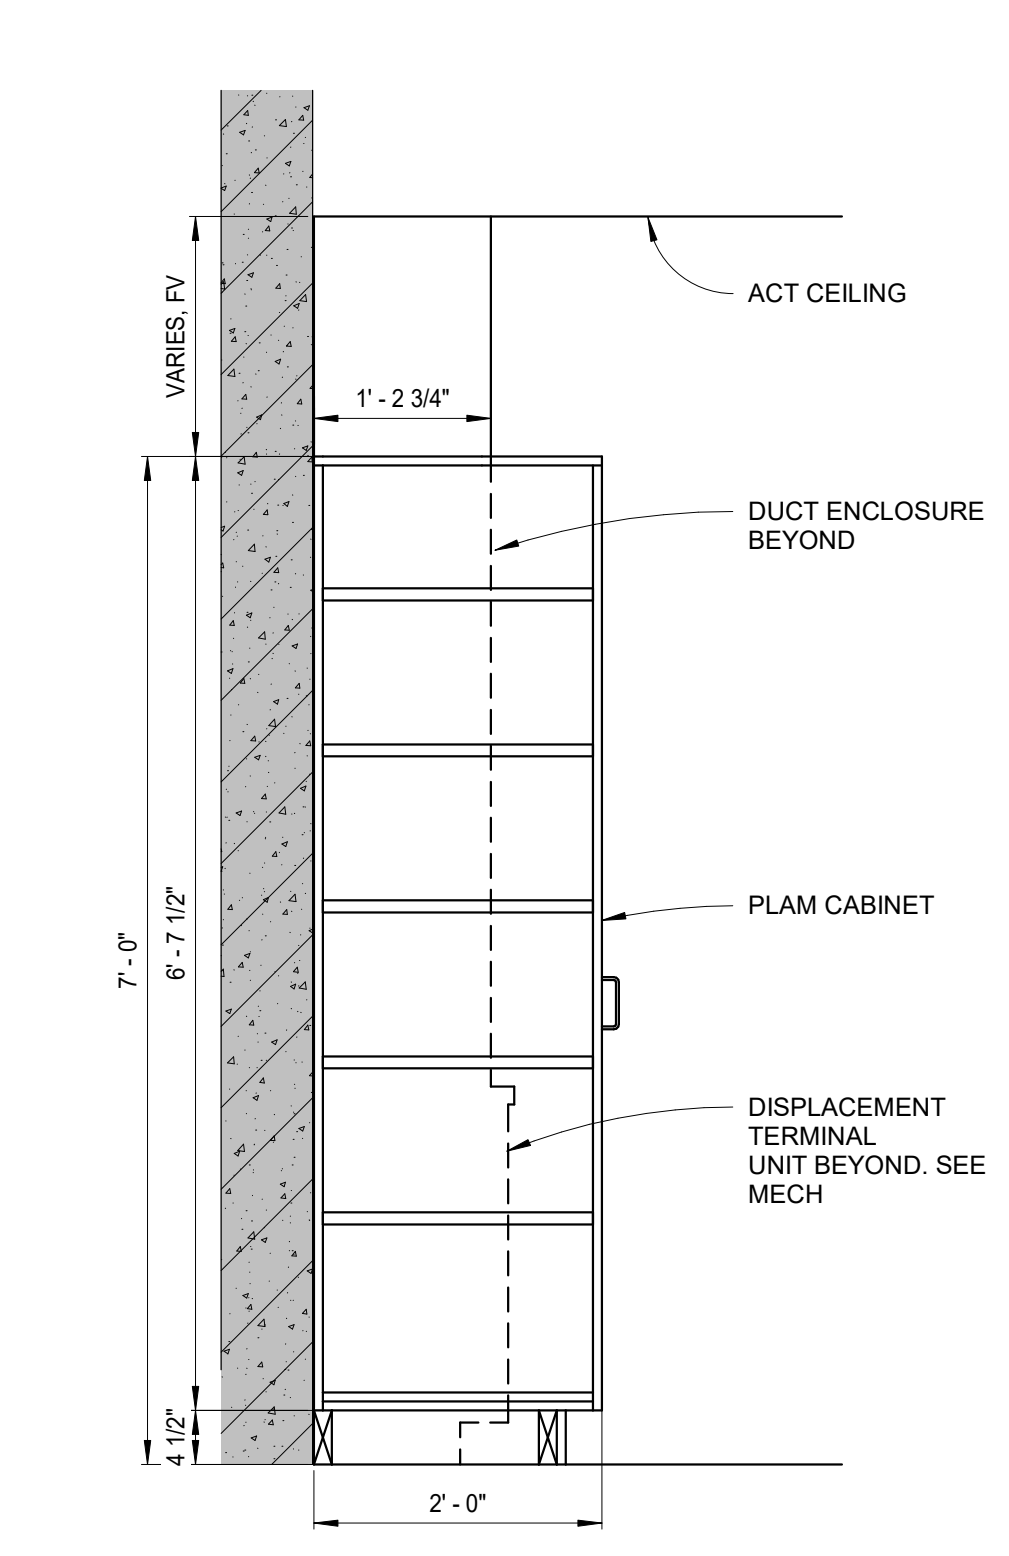 ACT CEILING
VARIES, FV
1' - 2 3/4"
DUCT ENCLOSURE
BEYOND
PLAM CABINET
7' - 0"
6' - 7 1/2"
DISPLACEMENT
TERMINAL
UNIT BEYOND. SEE
MECH
4 1/2"
2' - 0"